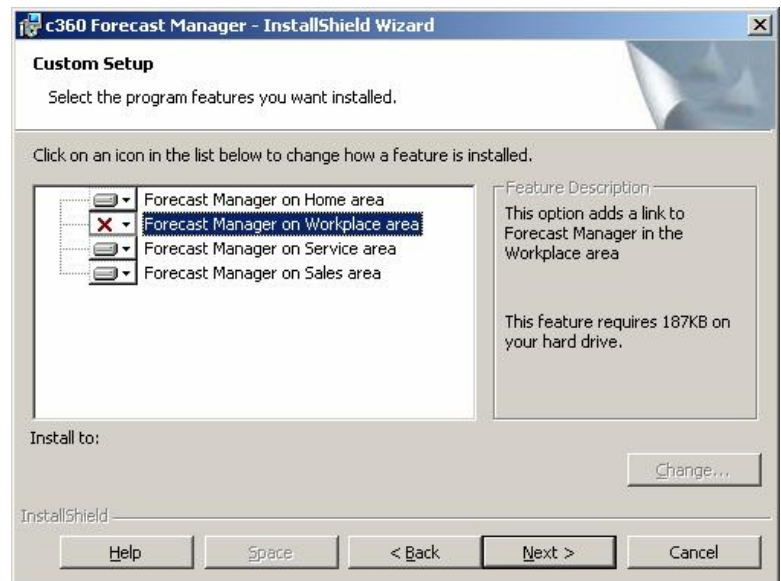 c360 Forecast Manager - InstallShield Wizard
Custom Setup
Select the program features you want installed.
Click on an icon in the list below to change how a feature is installed.
Forecast Manager on Home area
Forecast Manager on Workplace area
Forecast Manager on Service area
Forecast Manager on Sales area
Feature Description
This option adds a link to
Forecast Manager in the
Workplace area
This feature requires 187KB on
your hard drive.
Install to:
Change...
InstallShield
Help
Space
< Back
Next >
Cancel